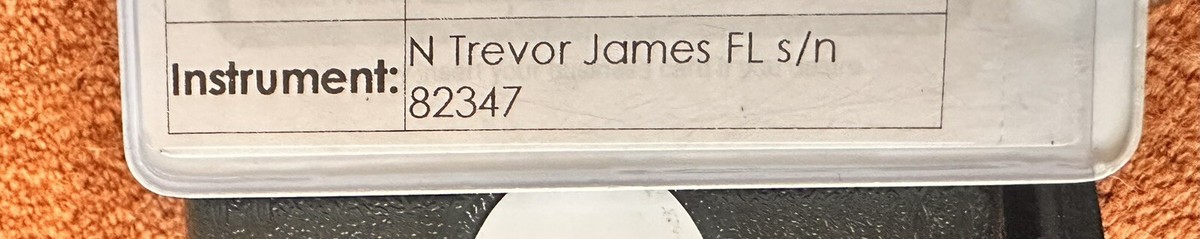 Instrument:
N Trevor James FL s/n
82347